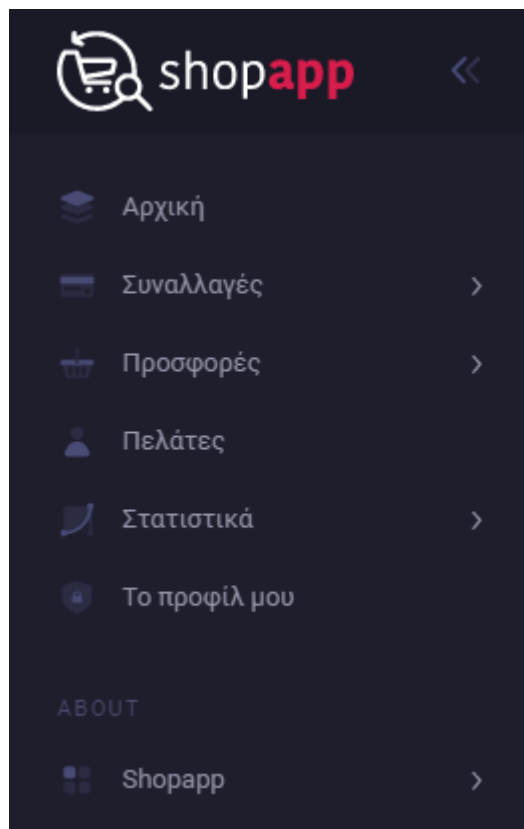 shopapp
Αρχική
Συναλλαγές
Προσφορές
Πελάτες
Στατιστικά
Το προφίλ μου
ABOUT
Shopapp